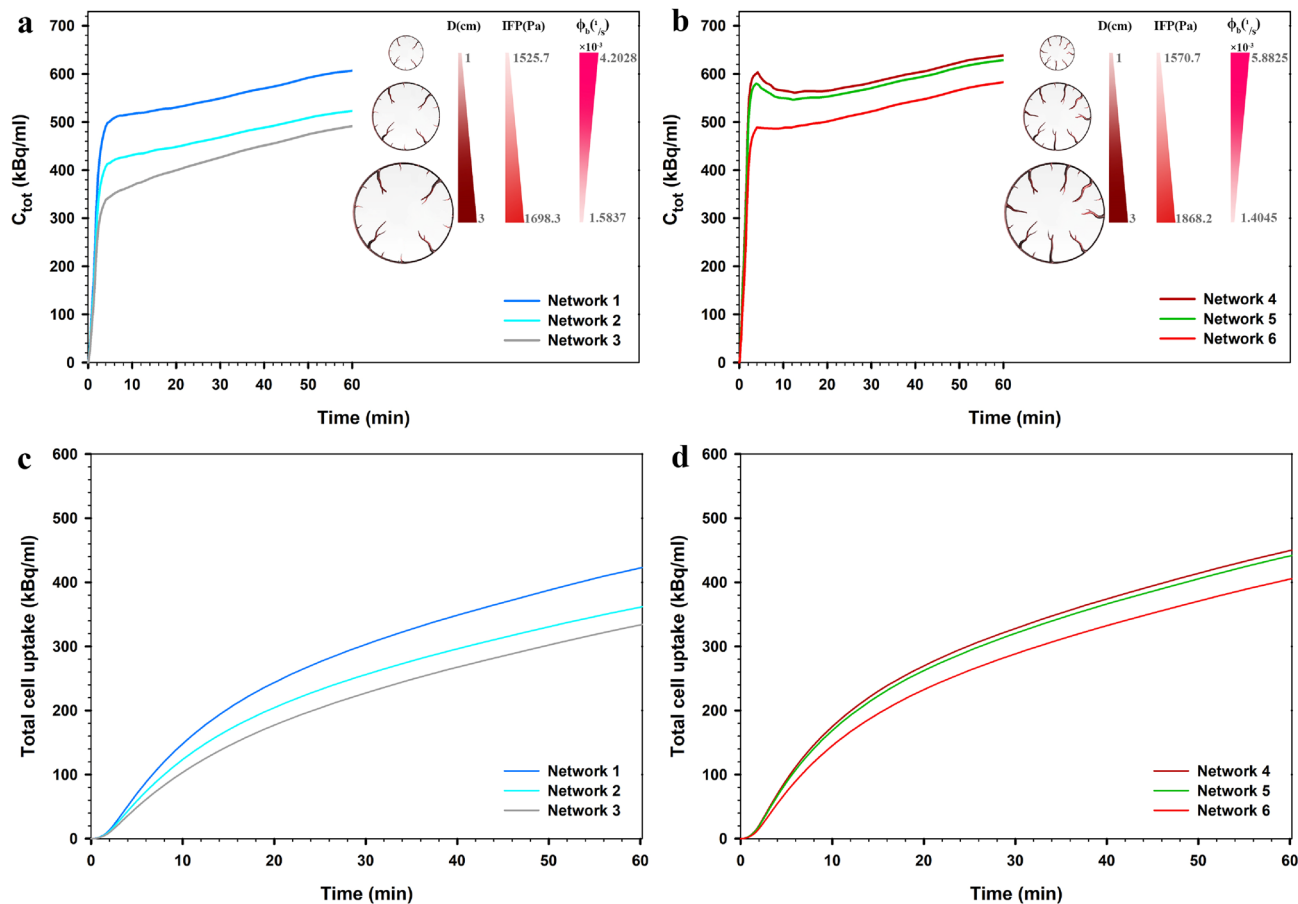 a
D(cm) IFP(Pa) ϕb(1/s)
×10-3
1 1525.7 4.2028
3 1698.3 1.5837
Ctot (kBq/ml)
700
600
500
400
300
200
100
0
Network 1
Network 2
Network 3
0 10 20 30 40 50 60
Time (min)
b
D(cm) IFP(Pa) ϕb(1/s)
×10-3
1 1570.7 5.8825
3 1868.2 1.4045
Ctot (kBq/ml)
700
600
500
400
300
200
100
0
Network 4
Network 5
Network 6
0 10 20 30 40 50 60
Time (min)
c
Total cell uptake (kBq/ml)
600
500
400
300
200
100
0
Network 1
Network 2
Network 3
0 10 20 30 40 50 60
Time (min)
d
Total cell uptake (kBq/ml)
600
500
400
300
200
100
0
Network 4
Network 5
Network 6
0 10 20 30 40 50 60
Time (min)